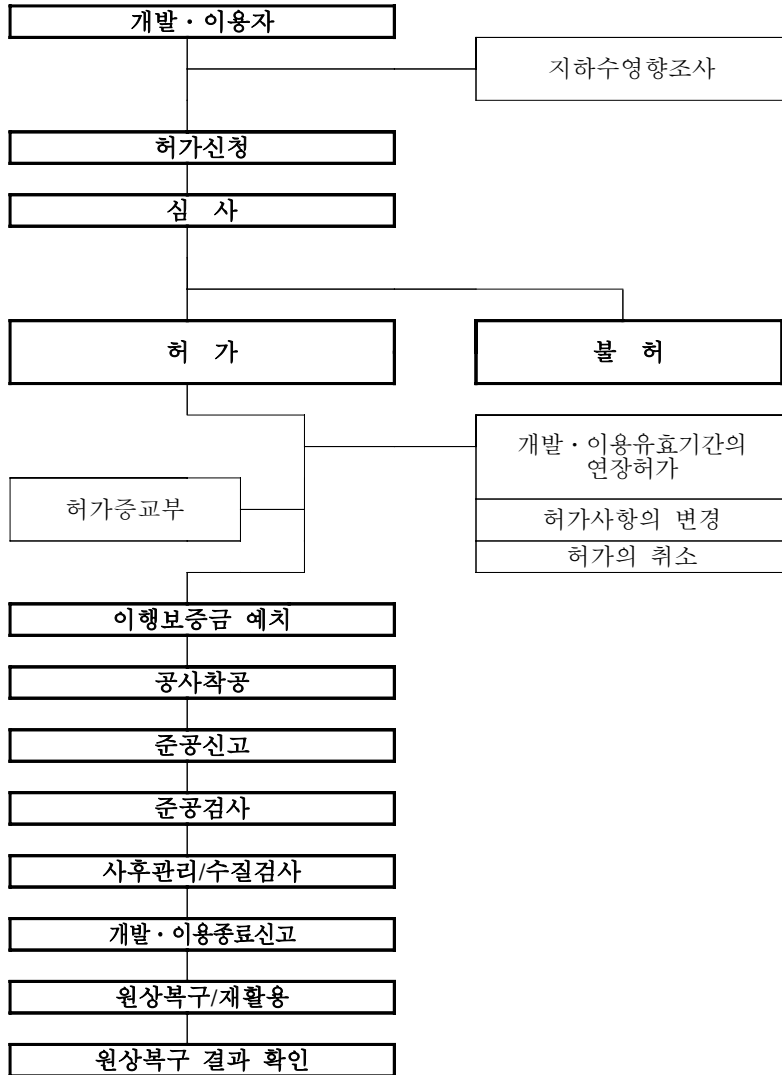 개발·이용자
지하수영향조사
허가신청
심 사
허 가
불 허
개발·이용유효기간의
연장허가
허가증교부
허가사항의 변경
허가의 취소
이행보증금 예치
공사착공
준공신고
준공검사
사후관리/수질검사
개발·이용종료신고
원상복구/재활용
원상복구 결과 확인